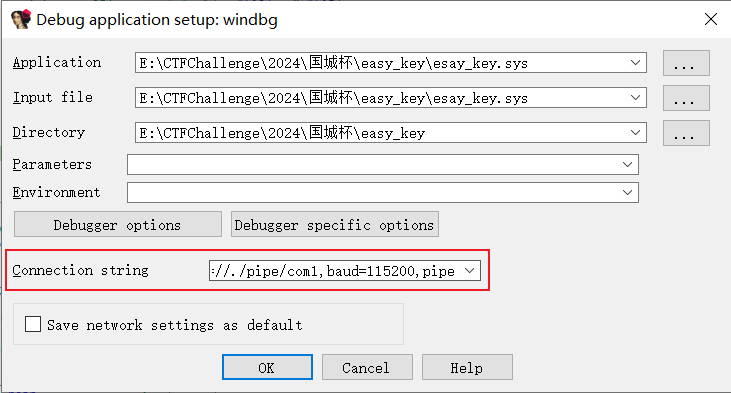 Debug application setup: windbg
Application E:\CTFChallenge\2024\国城杯\easy_key\esay_key.sys ...
Input file E:\CTFChallenge\2024\国城杯\easy_key\esay_key.sys ...
Directory E:\CTFChallenge\2024\国城杯\easy_key ...
Parameters
Environment
Debugger options Debugger specific options
Connection string ://./pipe/com1,baud=115200,pipe
Save network settings as default
OK Cancel Help